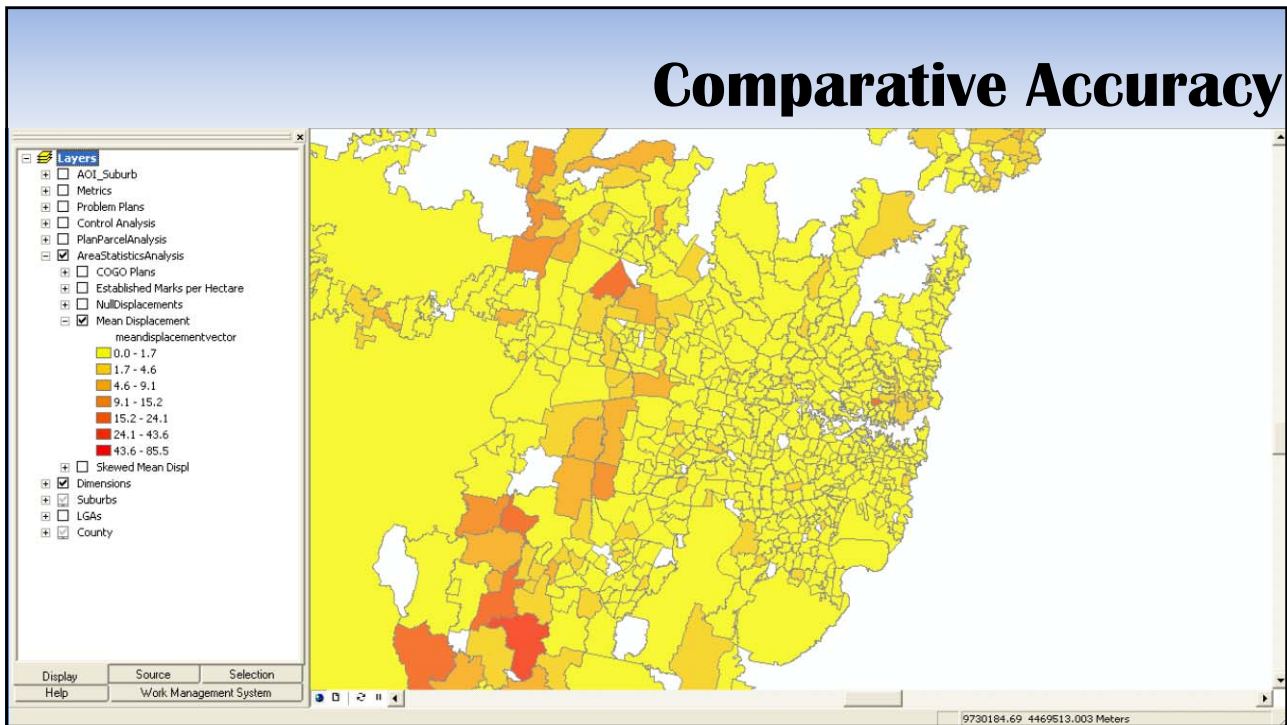 Comparative Accuracy
Layers
AOI_Suburb
Metrics
Problem Plans
Control Analysis
PlanParcelAnalysis
AreaStatisticsAnalysis
COGO Plans
Established Marks per Hectare
NullDisplacements
Mean Displacement
meandisplacementvector
0.0 - 1.7
1.7 - 4.6
4.6 - 9.1
9.1 - 15.2
15.2 - 24.1
24.1 - 43.6
43.6 - 85.5
Skewed Mean Displ
Dimensions
Suburbs
LGAs
County
Display Source Selection
Help Work Management System
9730184.69 4469513.003 Meters